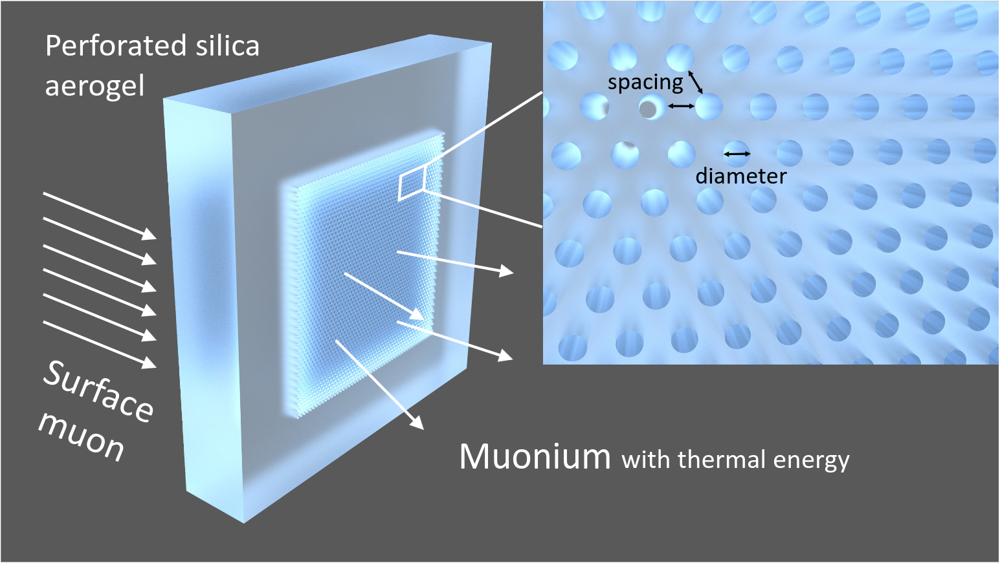 Perforated silica
aerogel
spacing
diameter
Surface
muon
Muonium with thermal energy